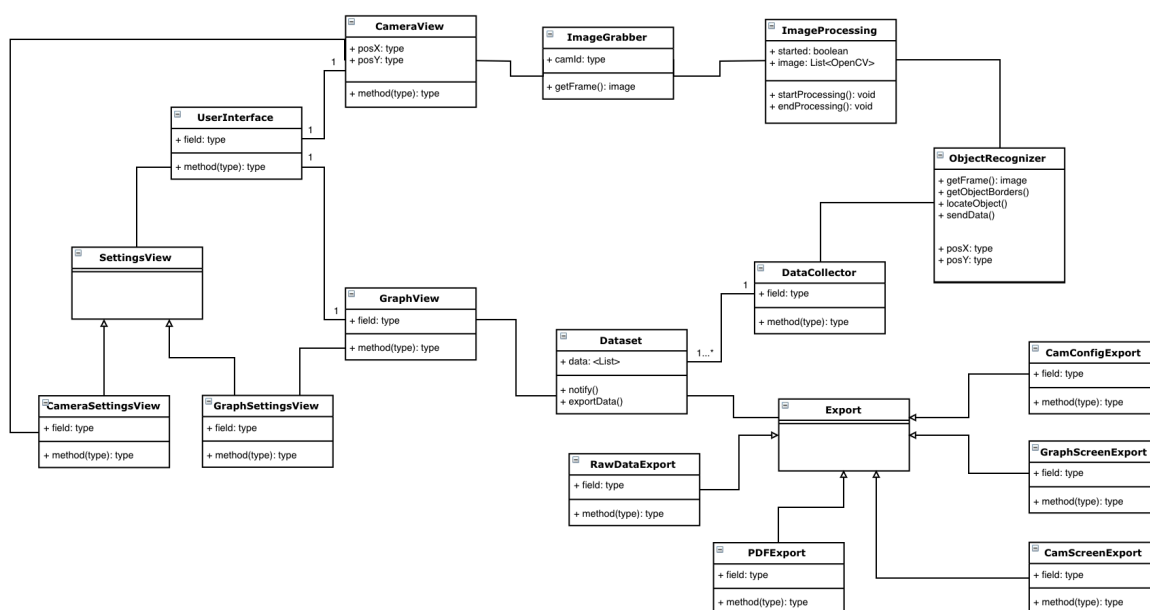 CameraView
+ posX: type
+ posY: type
+ method(type): type
ImageGrabber
+ camId: type
+ getFrame(): image
ImageProcessing
+ started: boolean
+ image: List<OpenCV>
+ startProcessing(): void
+ endProcessing(): void
1
UserInterface
+ field: type
+ method(type): type
1
1
ObjectRecognizer
+ getFrame(): image
+ getObjectBorders()
+ locateObject()
+ sendData()
+ posX: type
+ posY: type
SettingsView
DataCollector
+ field: type
+ method(type): type
1
GraphView
+ field: type
+ method(type): type
1
Dataset
+ data: <List>
+ notify()
+ exportData()
1...*
CamConfigExport
+ field: type
+ method(type): type
CameraSettingsView
+ field: type
+ method(type): type
GraphSettingsView
+ field: type
+ method(type): type
Export
GraphScreenExport
+ field: type
+ method(type): type
RawDataExport
+ field: type
+ method(type): type
PDFExport
+ field: type
+ method(type): type
CamScreenExport
+ field: type
+ method(type): type